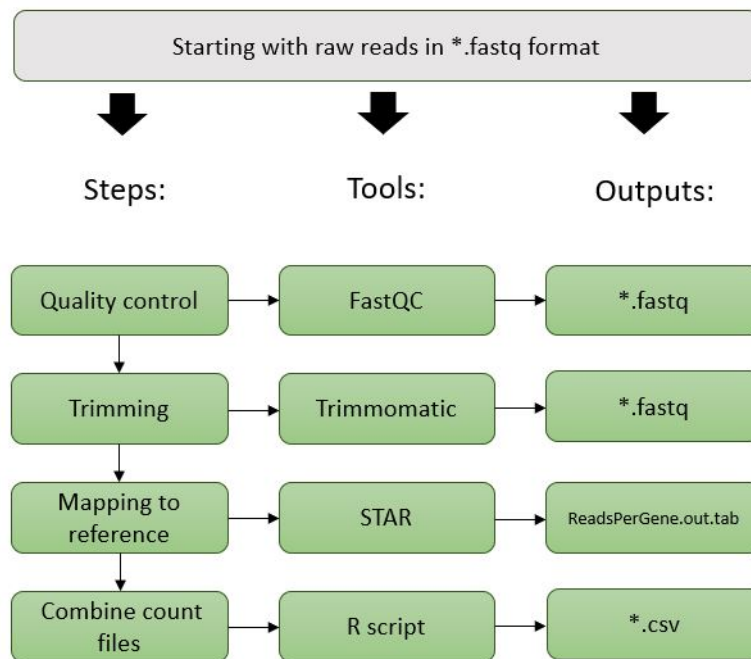 Starting with raw reads in *.fastq format
Steps:
Tools:
Outputs:
Quality control
FastQC
*.fastq
Trimming
Trimmomatic
*.fastq
Mapping to
reference
STAR
ReadsPerGene.out.tab
Combine count
files
R script
*.csv